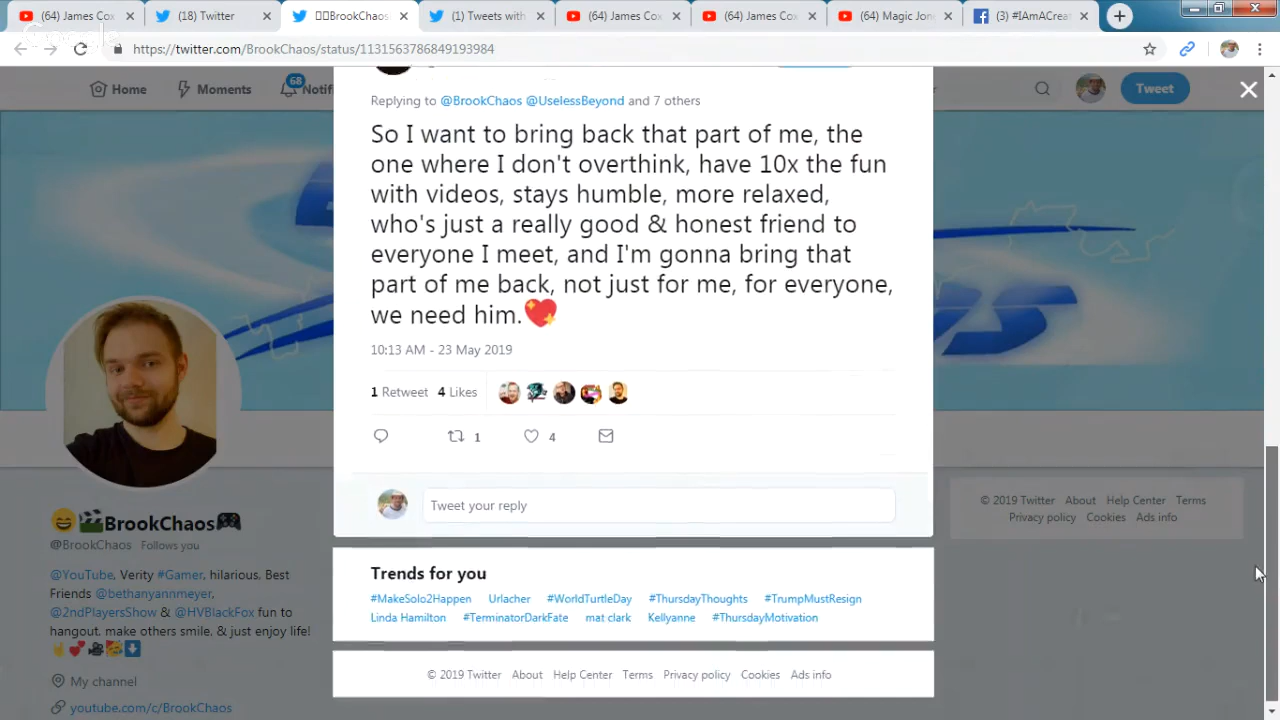 (64) James Cox
(18) Twitter
BrookChaos
(1) Tweets with
(64) James Cox
(64) James Cox
(64) Magic Jon
(3) #IAmACreat
https://twitter.com/BrookChaos/status/1131563786849193984
Home
Moments
68
Notifi
Tweet
Replying to @BrookChaos @UselessBeyond and 7 others
So I want to bring back that part of me, the
one where I don't overthink, have 10x the fun
with videos, stays humble, more relaxed,
who's just a really good & honest friend to
everyone I meet, and I'm gonna bring that
part of me back, not just for me, for everyone,
we need him.💖
10:13 AM - 23 May 2019
1 Retweet 4 Likes
1
4
Tweet your reply
😄🎬BrookChaos🎮
@BrookChaos Follows you
@YouTube, Verity #Gamer, hilarious, Best
Friends @bethanyannmeyer,
@2ndPlayersShow & @HVBlackFox fun to
hangout, make others smile, & just enjoy life!
My channel
youtube.com/c/BrookChaos
Trends for you
#MakeSolo2Happen Urlacher #WorldTurtleDay #ThursdayThoughts #TrumpMustResign
Linda Hamilton #TerminatorDarkFate mat clark Kellyanne #ThursdayMotivation
© 2019 Twitter About Help Center Terms Privacy policy Cookies Ads info
© 2019 Twitter About Help Center Terms
Privacy policy Cookies Ads info